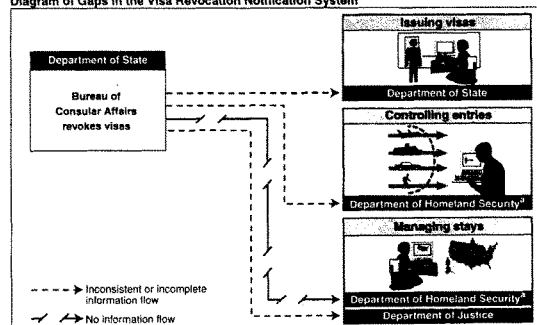 Diagram of Gaps in the Visa Revocation Notification System
Department of State
Bureau of
Consular Affairs
revokes visas
Issuing visas
Department of State
Controlling entries
Department of Homeland Securityᵃ
Managing stays
Department of Homeland Securityᵃ
Department of Justice
Inconsistent or incomplete
information flow
No information flow